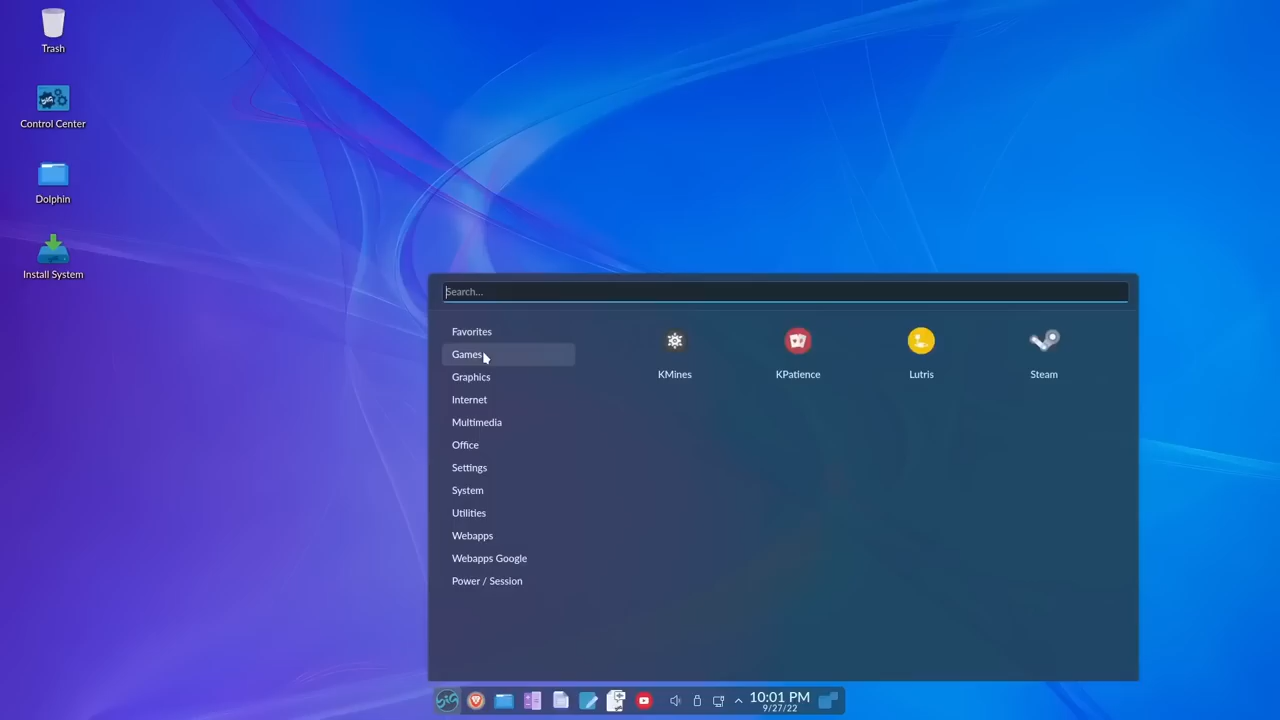 Trash
Control Center
Dolphin
Install System
Search...
Favorites
Games
Graphics
Internet
Multimedia
Office
Settings
System
Utilities
Webapps
Webapps Google
Power / Session
KMines
KPatience
Lutris
Steam
BIG
10:01 PM
9/27/22